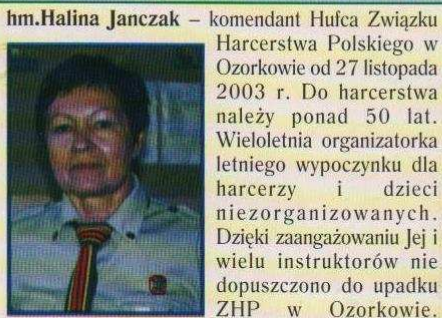 hm.Halina Janczak – komendant Hufca Związku
Harcerstwa Polskiego w
Ozorkowie od 27 listopada
2003 r. Do harcerstwa
należy ponad 50 lat.
Wieloletnia organizatorka
letniego wypoczynku dla
harcerzy i dzieci
niezorganizowanych.
Dzięki zaangażowaniu Jej i
wielu instruktorów nie
dopuszczono do upadku
ZHP w Ozorkowie.